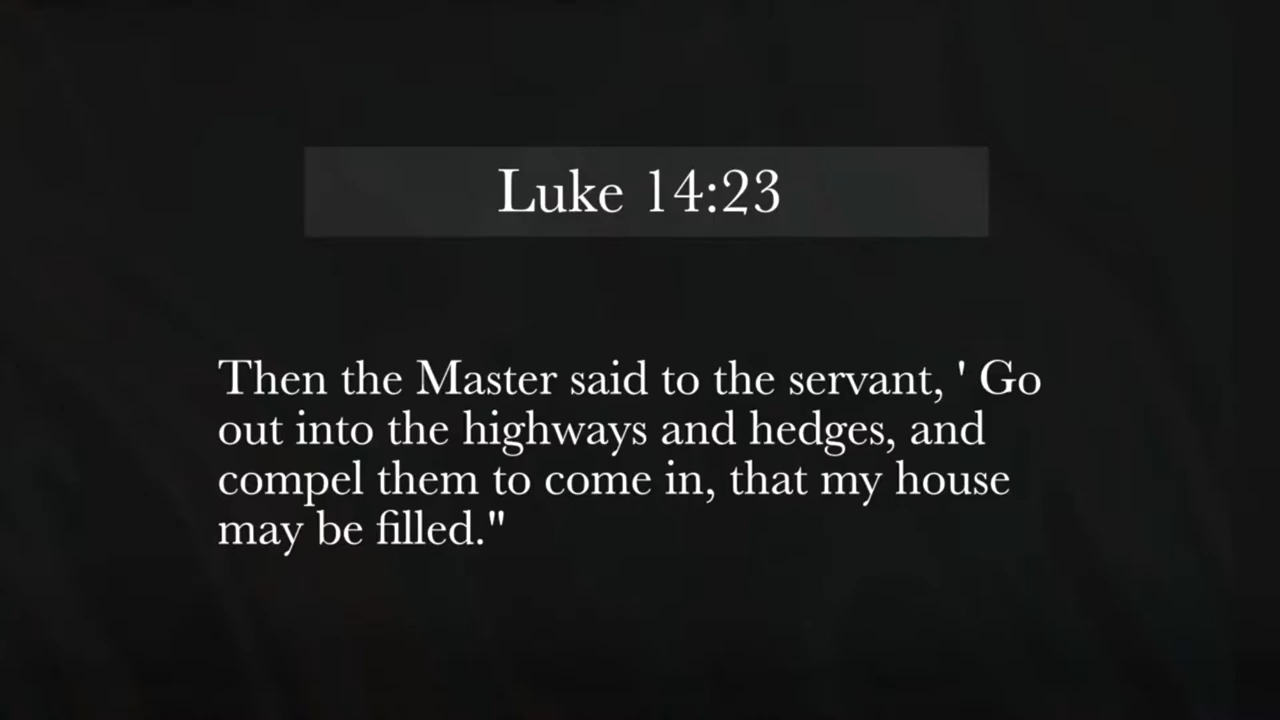 Luke 14:23
Then the Master said to the servant, ' Go
out into the highways and hedges, and
compel them to come in, that my house
may be filled."